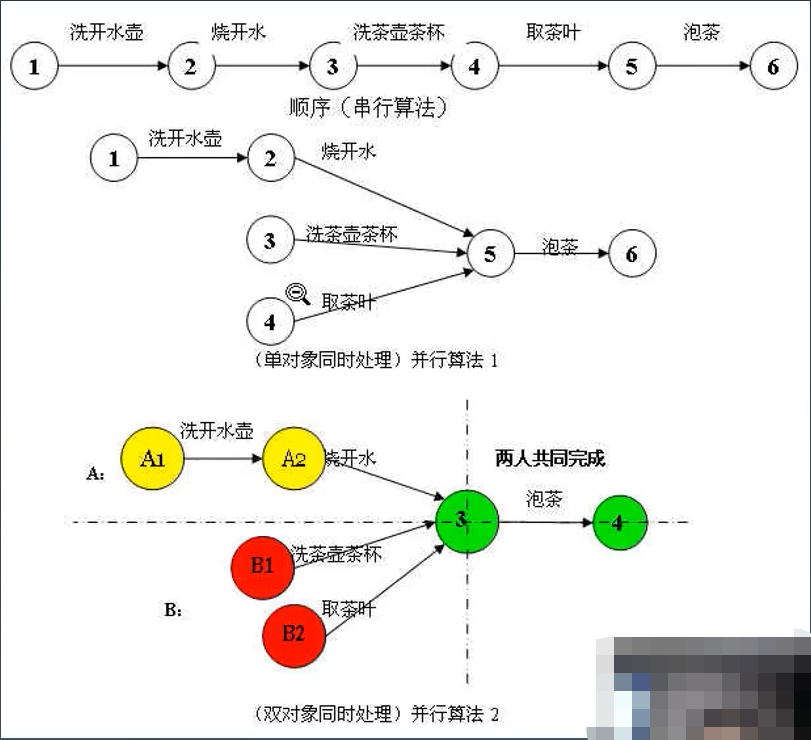 洗开水壶 烧开水 洗茶壶茶杯 取茶叶 泡茶
1 2 3 4 5 6
顺序（串行算法）
洗开水壶
1 2 烧开水
3 洗茶壶茶杯 5 泡茶 6
4 取茶叶
（单对象同时处理）并行算法 1
洗开水壶
A: A1 A2 烧开水 两人共同完成
泡茶
3 4
B1 洗茶壶茶杯
B: B2 取茶叶
（双对象同时处理）并行算法 2